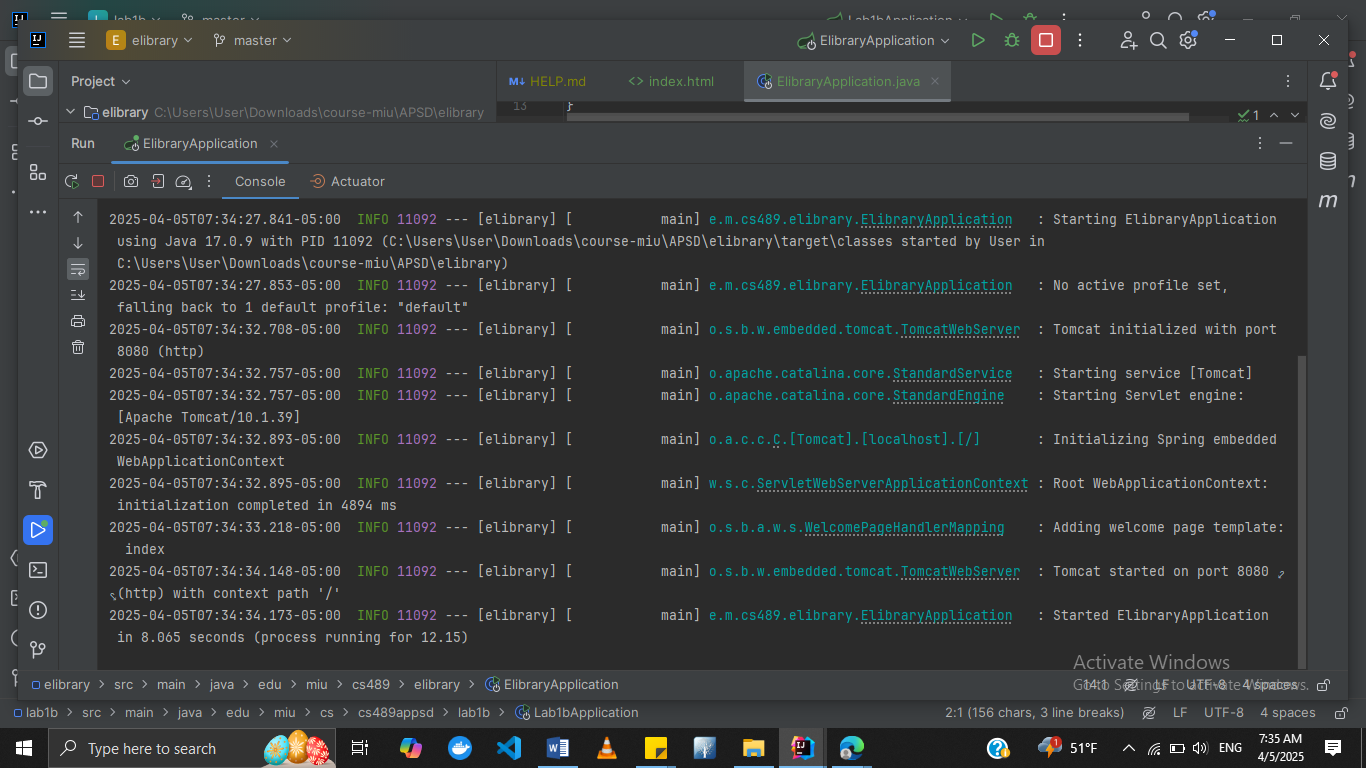 lab1b master Lab1bApplication
E elibrary master ElibraryApplication
Project HELP.md index.html ElibraryApplication.java
elibrary C:\Users\User\Downloads\course-miu\APSD\elibrary 13 } 1
Run ElibraryApplication
Console Actuator
2025-04-05T07:34:27.841-05:00 INFO 11092 --- [elibrary] [ main] e.m.cs489.elibrary.ElibraryApplication : Starting ElibraryApplication
using Java 17.0.9 with PID 11092 (C:\Users\User\Downloads\course-miu\APSD\elibrary\target\classes started by User in
C:\Users\User\Downloads\course-miu\APSD\elibrary)
2025-04-05T07:34:27.853-05:00 INFO 11092 --- [elibrary] [ main] e.m.cs489.elibrary.ElibraryApplication : No active profile set,
falling back to 1 default profile: "default"
2025-04-05T07:34:32.708-05:00 INFO 11092 --- [elibrary] [ main] o.s.b.w.embedded.tomcat.TomcatWebServer : Tomcat initialized with port
8080 (http)
2025-04-05T07:34:32.757-05:00 INFO 11092 --- [elibrary] [ main] o.apache.catalina.core.StandardService : Starting service [Tomcat]
2025-04-05T07:34:32.757-05:00 INFO 11092 --- [elibrary] [ main] o.apache.catalina.core.StandardEngine : Starting Servlet engine:
[Apache Tomcat/10.1.39]
2025-04-05T07:34:32.893-05:00 INFO 11092 --- [elibrary] [ main] o.a.c.c.C.[Tomcat].[localhost].[/] : Initializing Spring embedded
WebApplicationContext
2025-04-05T07:34:32.895-05:00 INFO 11092 --- [elibrary] [ main] w.s.c.ServletWebServerApplicationContext : Root WebApplicationContext:
initialization completed in 4894 ms
2025-04-05T07:34:33.218-05:00 INFO 11092 --- [elibrary] [ main] o.s.b.a.w.s.WelcomePageHandlerMapping : Adding welcome page template:
index
2025-04-05T07:34:34.148-05:00 INFO 11092 --- [elibrary] [ main] o.s.b.w.embedded.tomcat.TomcatWebServer : Tomcat started on port 8080
(http) with context path '/'
2025-04-05T07:34:34.173-05:00 INFO 11092 --- [elibrary] [ main] e.m.cs489.elibrary.ElibraryApplication : Started ElibraryApplication
in 8.065 seconds (process running for 12.15)
Activate Windows
Go to Settings to activate Windows.
elibrary > src > main > java > edu > miu > cs489 > elibrary > ElibraryApplication 14:1 LF UTF-8 4 spaces
lab1b > src > main > java > edu > miu > cs > cs489appsd > lab1b > Lab1bApplication 2:1 (156 chars, 3 line breaks) LF UTF-8 4 spaces
Type here to search 1 51°F ENG 7:35 AM
4/5/2025